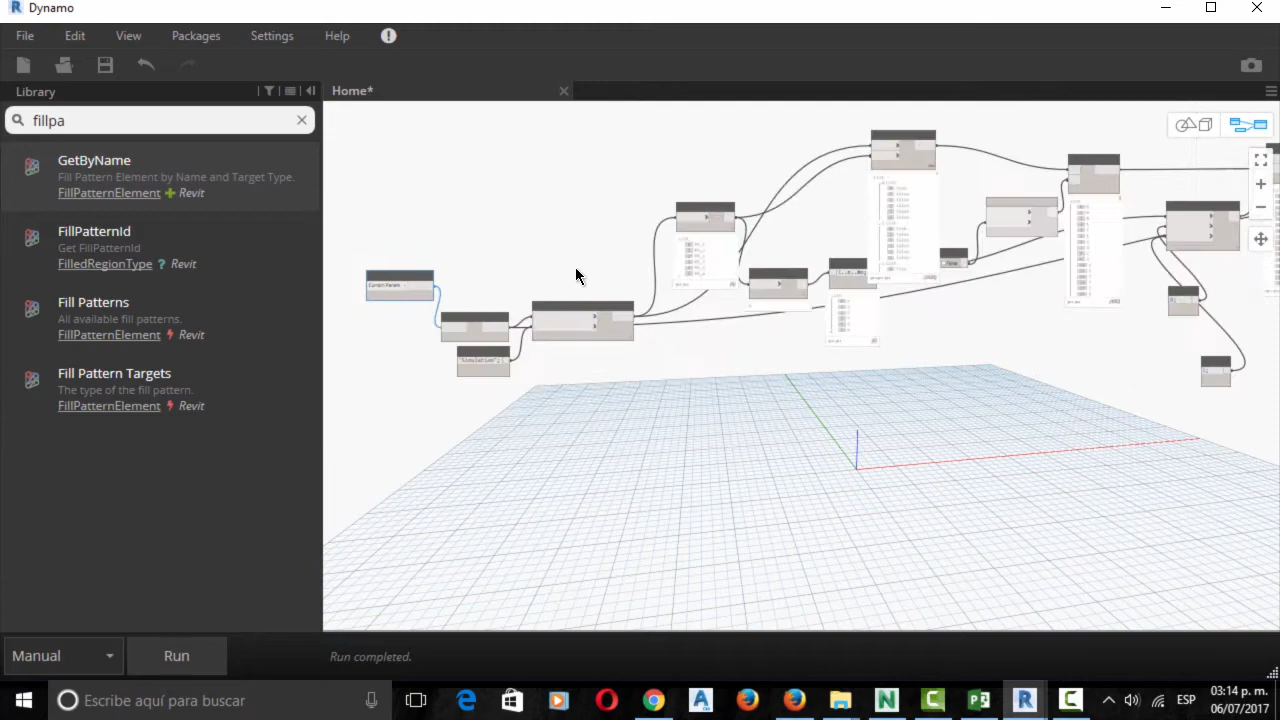 Dynamo
File Edit View Packages Settings Help
Library
Home*
fillpa
GetByName
Fill Pattern Element by Name and Target Type.
FillPatternElement Revit
FillPatternId
Get FillPatternId
FilledRegionType ? Revit
Fill Patterns
All available fill patterns.
FillPatternElement Revit
Fill Pattern Targets
The type of the fill pattern.
FillPatternElement Revit
"Simulation";
Manual
Run
Run completed.
Escribe aquí para buscar
ESP
03:14 p. m.
06/07/2017